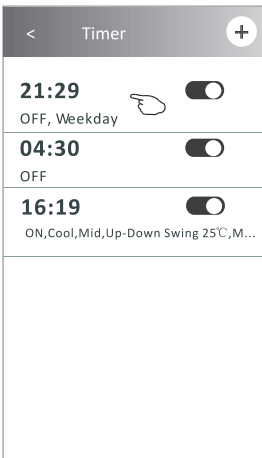 < Timer +
21:29
OFF, Weekday
04:30
OFF
16:19
ON,Cool,Mid,Up-Down Swing 25℃,M...